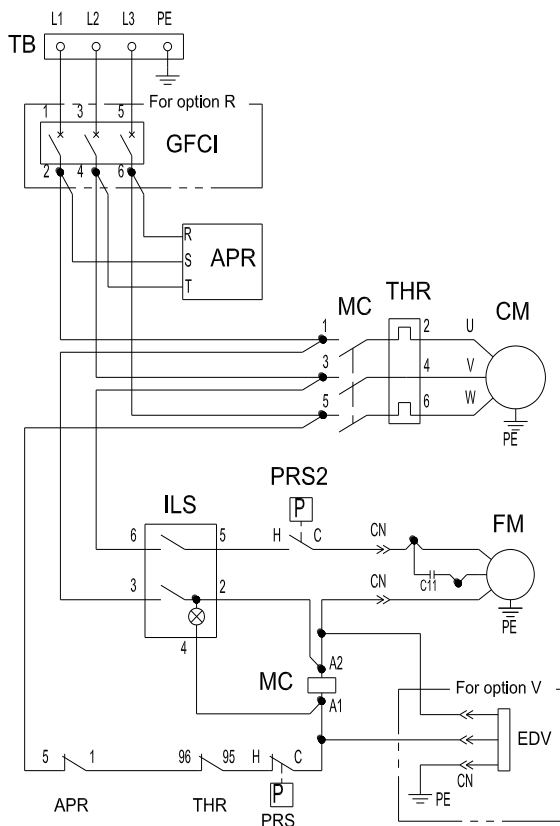 L1 L2 L3 PE
TB
For option R
1 3 5
GFCI
2 4 6
R
S
T
APR
MC THR CM
1 2 U
3 4 V
5 6 W
PE
PRS2
P
ILS
FM
6 5 H C CN
C11
3 2 CN
PE
4
A2
MC
A1
For option V
EDV
CN
PE
5 1 96 95 H C
P
APR THR PRS